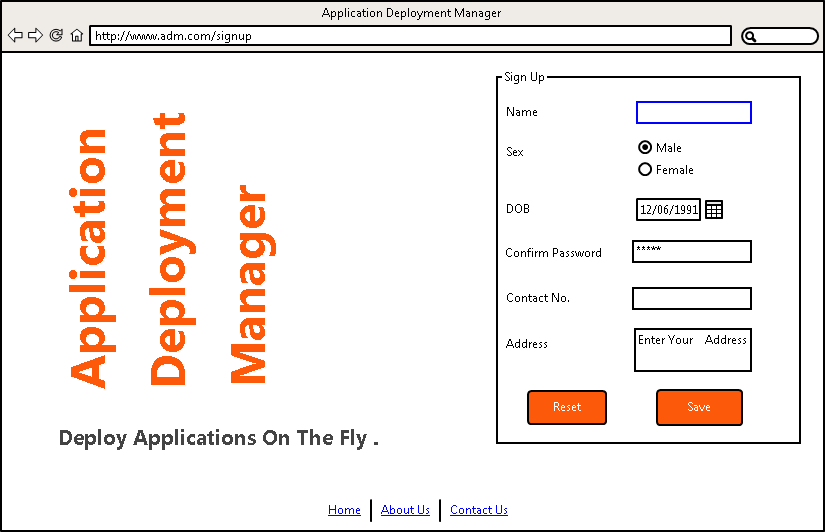 Application Deployment Manager
http://www.adm.com/signup
Application
Deployment
Manager
Deploy Applications On The Fly .
Sign Up
Name
Sex
Male
Female
DOB
12/06/1991
Confirm Password
*****
Contact No.
Address
Enter Your Address
Reset
Save
Home
About Us
Contact Us